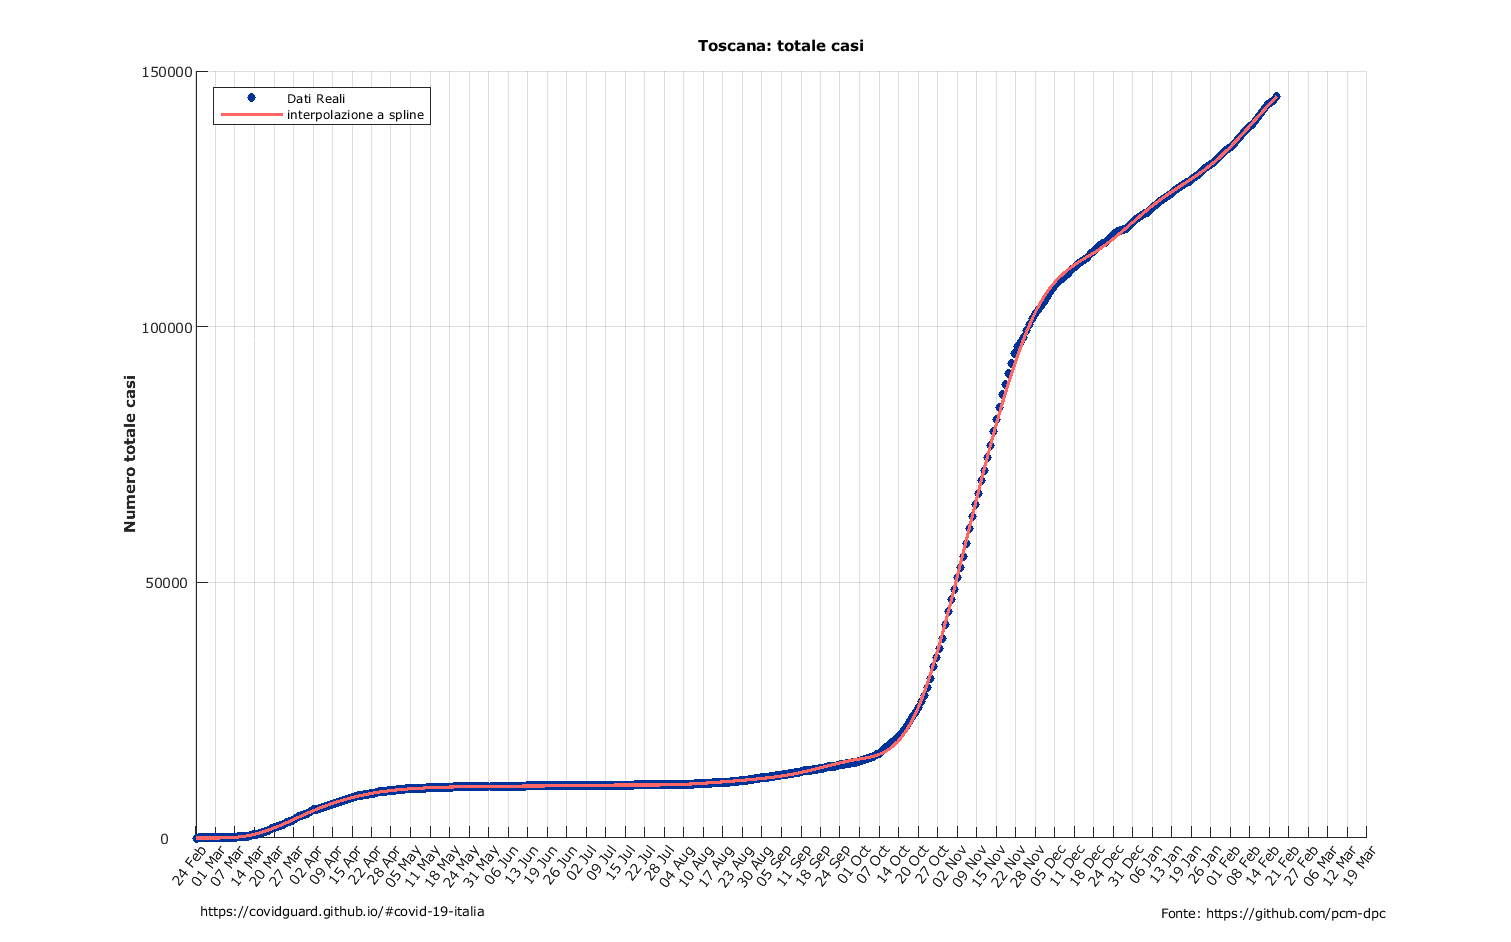 Toscana: totale casi
150000
100000
50000
0
Numero totale casi
Dati Reali
interpolazione a spline
24 Feb
01 Mar
07 Mar
14 Mar
20 Mar
27 Mar
02 Apr
09 Apr
15 Apr
22 Apr
28 Apr
05 May
11 May
18 May
24 May
31 May
06 Jun
13 Jun
19 Jun
26 Jun
02 Jul
09 Jul
15 Jul
22 Jul
28 Jul
04 Aug
10 Aug
17 Aug
23 Aug
30 Aug
05 Sep
11 Sep
18 Sep
24 Sep
01 Oct
07 Oct
14 Oct
20 Oct
27 Oct
02 Nov
09 Nov
15 Nov
22 Nov
28 Nov
05 Dec
11 Dec
18 Dec
24 Dec
31 Dec
06 Jan
13 Jan
19 Jan
26 Jan
01 Feb
08 Feb
14 Feb
21 Feb
27 Feb
06 Mar
12 Mar
19 Mar
https://covidguard.github.io/#covid-19-italia
Fonte: https://github.com/pcm-dpc